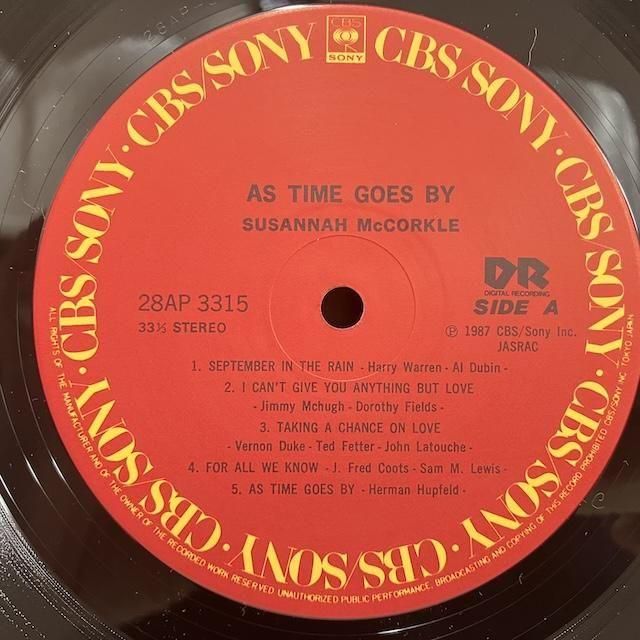 CBS
SONY
CBS/SONY · CBS/SONY · CBS/SONY · CBS/SONY · CBS/SONY · CBS/SONY · CBS/SONY · CBS/SONY
AS TIME GOES BY
SUSANNAH McCORKLE
DR
DIGITAL RECORDING
28AP 3315
SIDE A
33⅓ STEREO
℗ 1987 CBS/Sony Inc.
JASRAC
1. SEPTEMBER IN THE RAIN - Harry Warren - Al Dubin -
2. I CAN'T GIVE YOU ANYTHING BUT LOVE
- Jimmy Mchugh - Dorothy Fields -
3. TAKING A CHANCE ON LOVE
- Vernon Duke - Ted Fetter - John Latouche -
4. FOR ALL WE KNOW - J. Fred Coots - Sam M. Lewis -
5. AS TIME GOES BY - Herman Hupfeld -
ALL RIGHTS OF THE MANUFACTURER AND OF THE OWNER OF THE RECORDED WORK RESERVED. UNAUTHORIZED PUBLIC PERFORMANCE, BROADCASTING AND COPYING OF THIS RECORD PROHIBITED CBS/SONY INC. TOKYO JAPAN